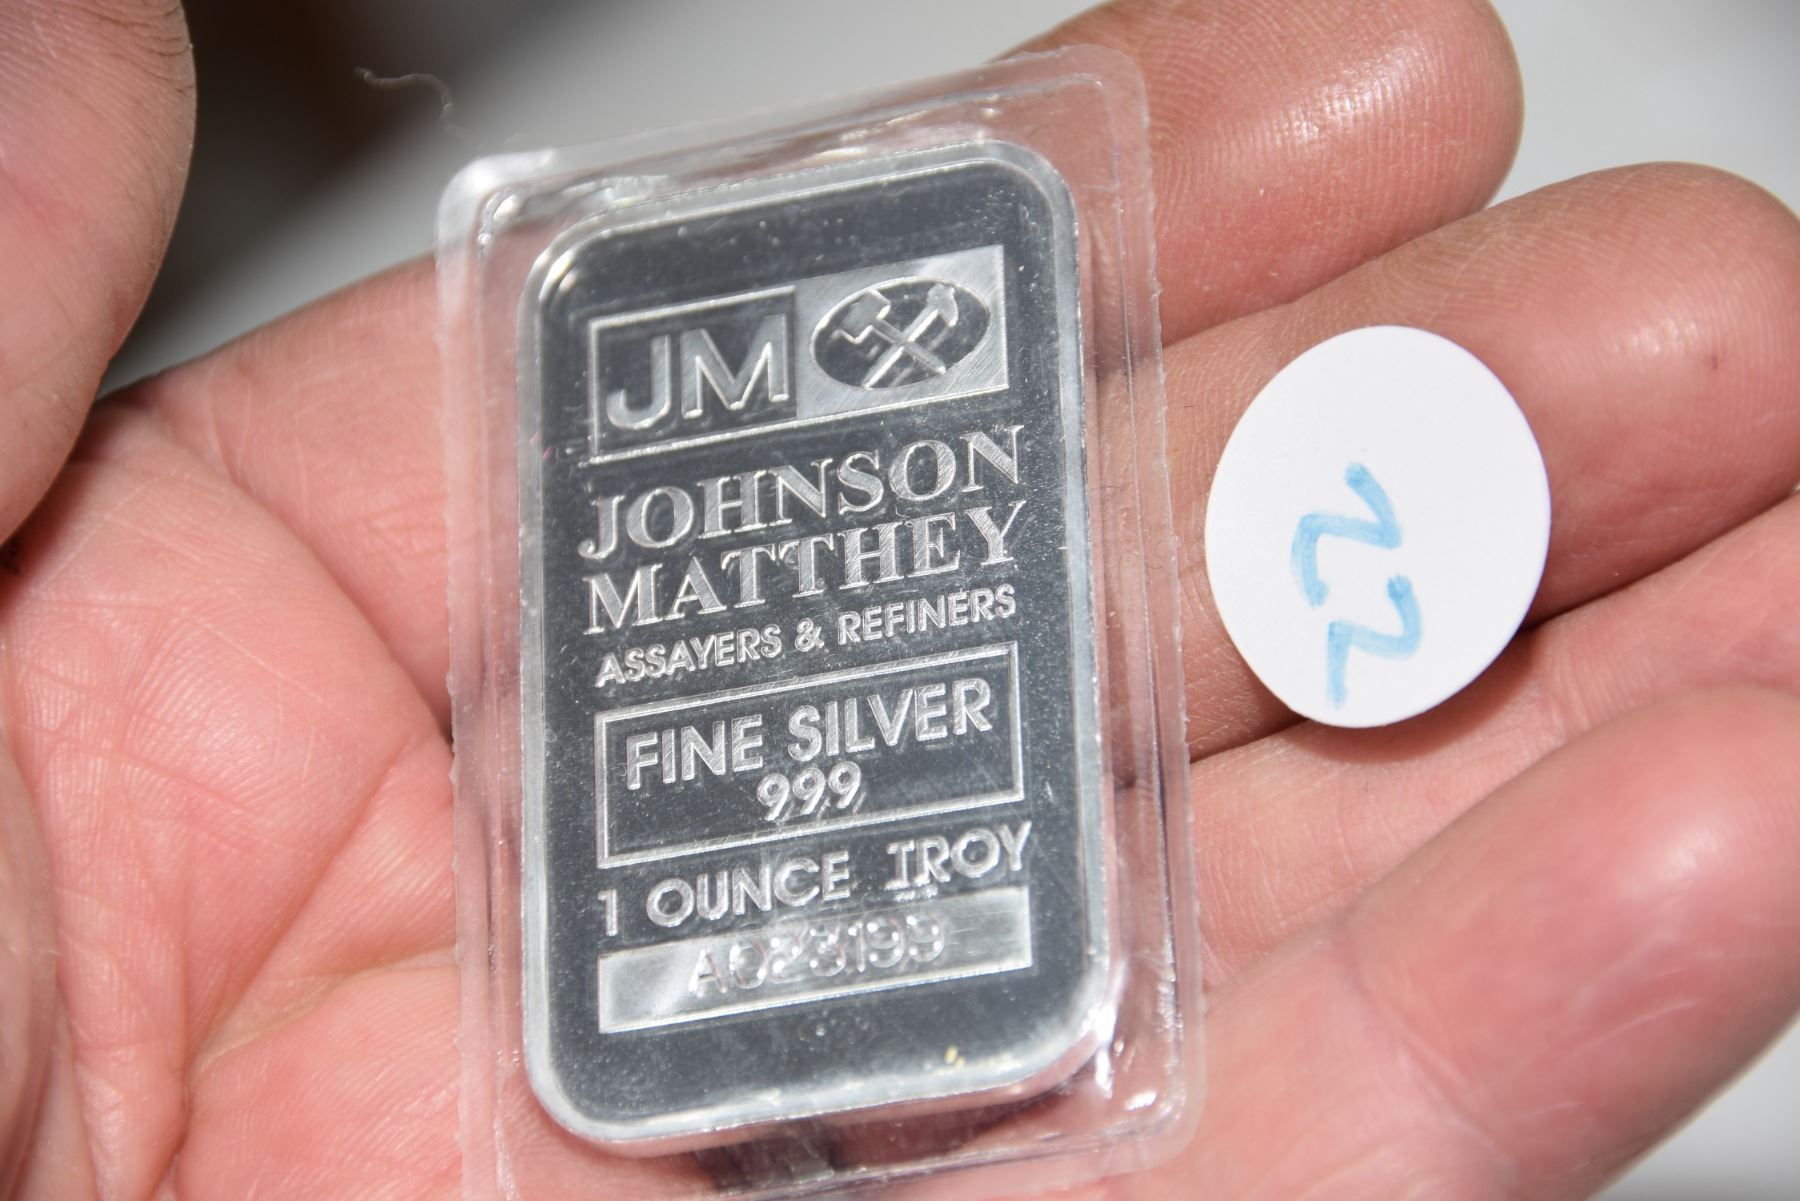 JM
JOHNSON
MATTHEY
ASSAYERS & REFINERS
FINE SILVER
999
1 OUNCE TROY
A023199
22